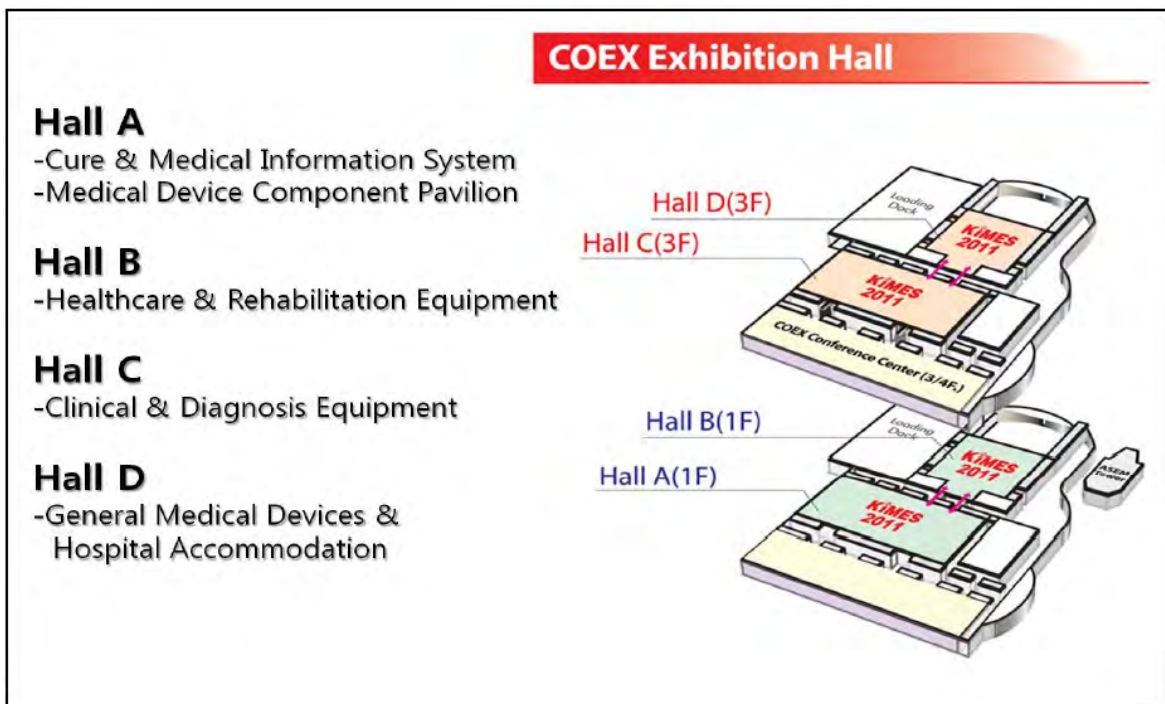 COEX Exhibition Hall
Hall A
-Cure & Medical Information System
-Medical Device Component Pavilion
Hall B
-Healthcare & Rehabilitation Equipment
Hall C
-Clinical & Diagnosis Equipment
Hall D
-General Medical Devices &
Hospital Accommodation
Hall D(3F)
Hall C(3F)
Loading
Dock
KiMES
2011
KiMES
2011
COEX Conference Center (3/4F.)
Hall B(1F)
Hall A(1F)
Loading
Dock
KiMES
2011
KiMES
2011
ASEM
Tower